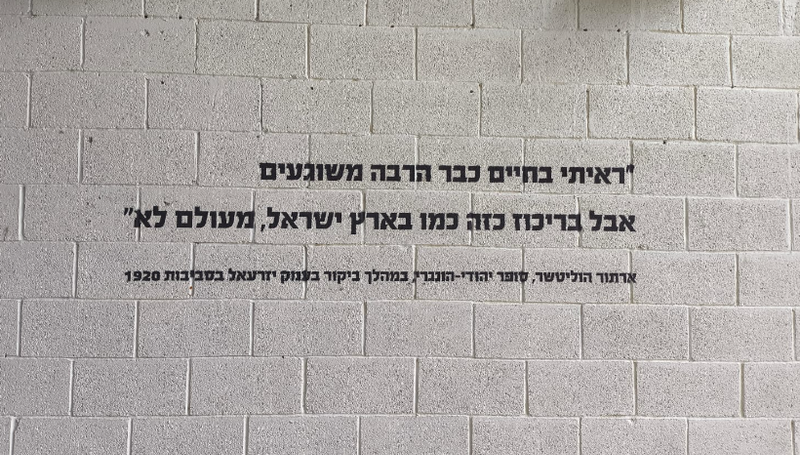 "ראיתי בחיים כבר הרבה משוגעים
אבל בריכוז כזה כמו בארץ ישראל, מעולם לא"
ארתור הוליטשר, סופר יהודי-הונגרי, במהלך ביקור בעמק יזרעאל בסביבות 1920